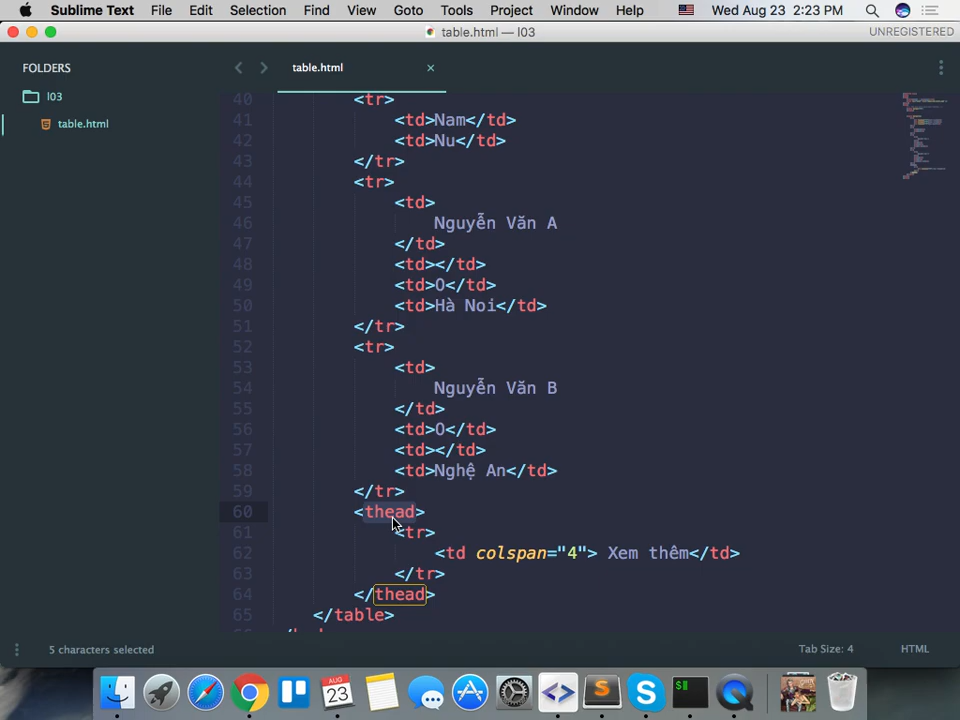 Sublime Text File Edit Selection Find View Goto Tools Project Window Help Wed Aug 23 2:23 PM
table.html — l03 UNREGISTERED
FOLDERS
l03
table.html
table.html ×
40 <tr>
41 <td>Nam</td>
42 <td>Nu</td>
43 </tr>
44 <tr>
45 <td>
46 Nguyễn Văn A
47 </td>
48 <td></td>
49 <td>O</td>
50 <td>Hà Noi</td>
51 </tr>
52 <tr>
53 <td>
54 Nguyễn Văn B
55 </td>
56 <td>O</td>
57 <td></td>
58 <td>Nghệ An</td>
59 </tr>
60 <thead>
61 <tr>
62 <td colspan="4"> Xem thêm</td>
63 </tr>
64 </thead>
65 </table>
5 characters selected Tab Size: 4 HTML
AUG
23